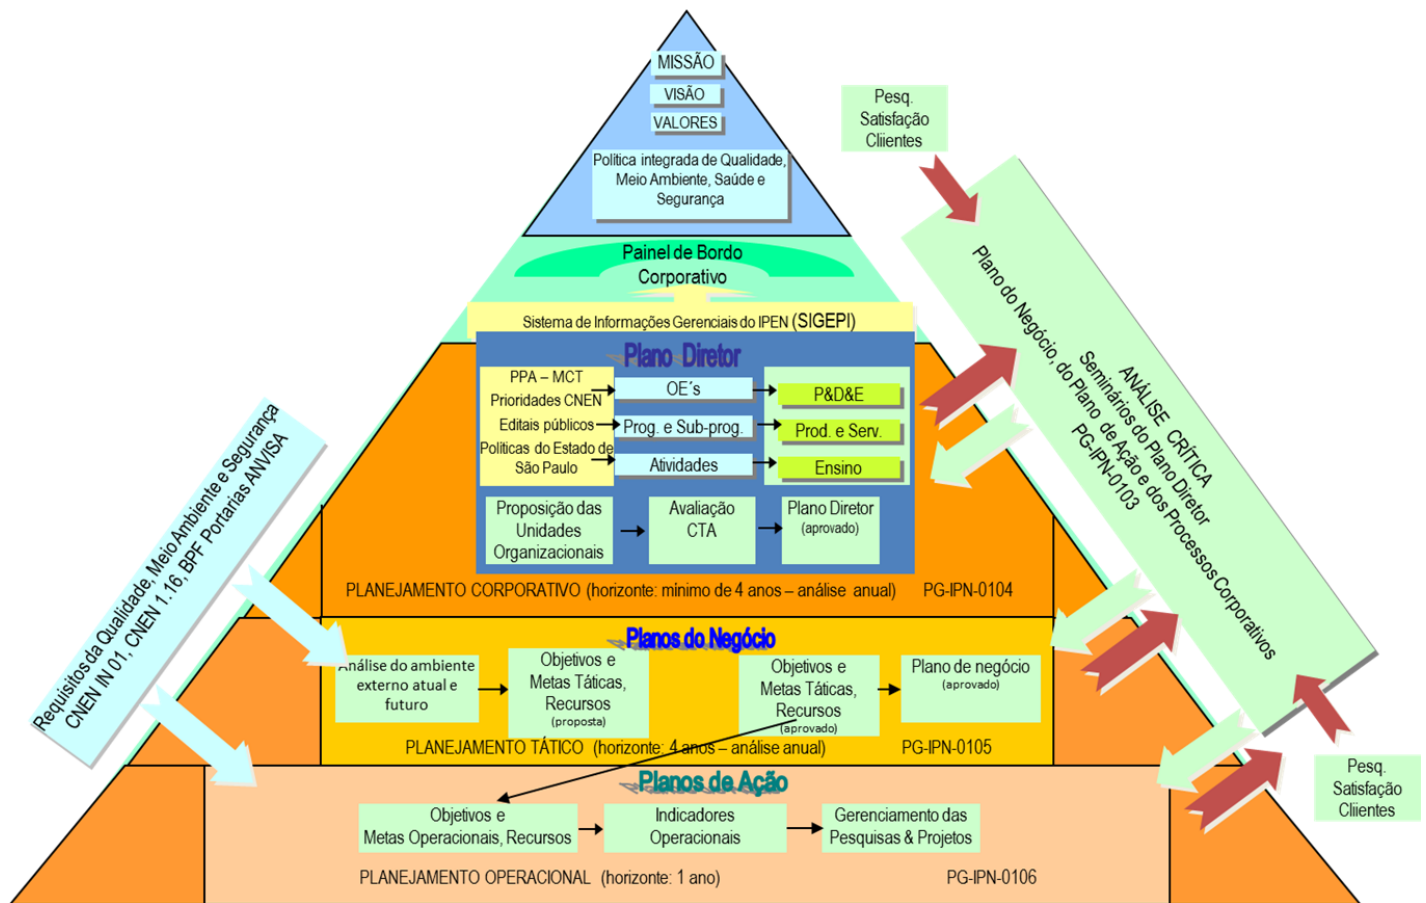 MISSÃO
VISÃO
VALORES
Política integrada de Qualidade,
Meio Ambiente, Saúde e
Segurança
Pesq.
Satisfação
Cliientes
Painel de Bordo
Corporativo
Sistema de Informações Gerenciais do IPEN (SIGEPI)
Plano Diretor
PPA – MCT
Prioridades CNEN
Editais públicos
Políticas do Estado de
São Paulo
OE´s
Prog. e Sub-prog.
Atividades
P&D&E
Prod. e Serv.
Ensino
Proposição das
Unidades
Organizacionais
Avaliação
CTA
Plano Diretor
(aprovado)
PLANEJAMENTO CORPORATIVO (horizonte: mínimo de 4 anos – análise anual) PG-IPN-0104
ANÁLISE CRÍTICA
Seminários do Plano Diretor
Plano do Negócio, do Plano de Ação e dos Processos Corporativos
PG-IPN-0103
Requisitos da Qualidade, Meio Ambiente e Segurança
CNEN IN 01, CNEN 1.16, BPF Portarias ANVISA
Planos do Negócio
Análise do ambiente
externo atual e
futuro
Objetivos e
Metas Táticas,
Recursos
(proposta)
Objetivos e
Metas Táticas,
Recursos
(aprovado)
Plano de negócio
(aprovado)
PLANEJAMENTO TÁTICO (horizonte: 4 anos – análise anual) PG-IPN-0105
Planos de Ação
Objetivos e
Metas Operacionais, Recursos
Indicadores
Operacionais
Gerenciamento das
Pesquisas & Projetos
PLANEJAMENTO OPERACIONAL (horizonte: 1 ano) PG-IPN-0106
Pesq.
Satisfação
Cliientes